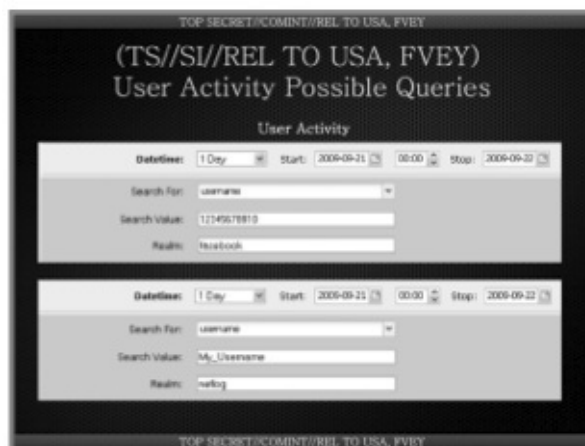 TOP SECRET//COMINT//REL TO USA, FVEY
(TS//SI//REL TO USA, FVEY)
User Activity Possible Queries
User Activity
Datetime: 1 Day Start: 2009-09-21 00:00 Stop: 2009-09-22
Search For: username
Search Value: 12345678910
Realm: facebook
Datetime: 1 Day Start: 2009-09-21 00:00 Stop: 2009-09-22
Search For: username
Search Value: My_Username
Realm: netlog
TOP SECRET//COMINT//REL TO USA, FVEY